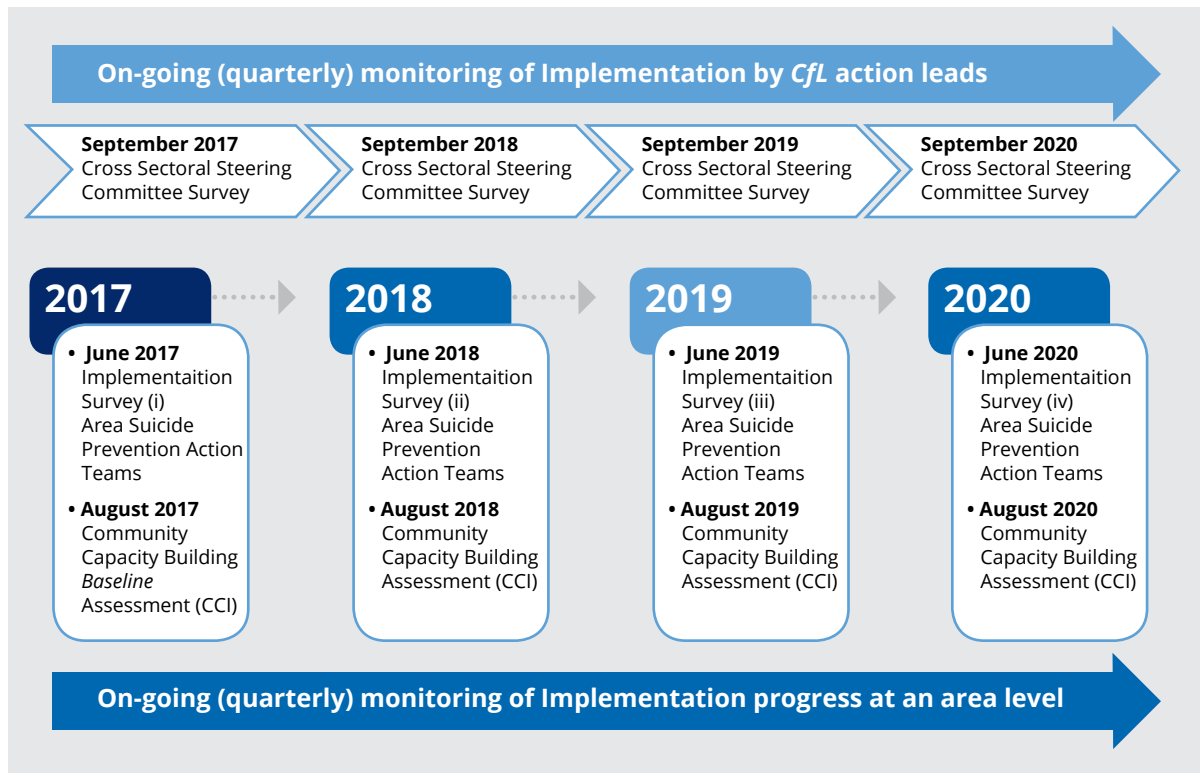 On-going (quarterly) monitoring of Implementation by CfL action leads
September 2017
Cross Sectoral Steering
Committee Survey
September 2018
Cross Sectoral Steering
Committee Survey
September 2019
Cross Sectoral Steering
Committee Survey
September 2020
Cross Sectoral Steering
Committee Survey
2017
• June 2017
Implementaition
Survey (i)
Area Suicide
Prevention Action
Teams
• August 2017
Community
Capacity Building
Baseline
Assessment (CCI)
2018
• June 2018
Implementaition
Survey (ii)
Area Suicide
Prevention
Action Teams
• August 2018
Community
Capacity Building
Assessment (CCI)
2019
• June 2019
Implementaition
Survey (iii)
Area Suicide
Prevention
Action Teams
• August 2019
Community
Capacity Building
Assessment (CCI)
2020
• June 2020
Implementaition
Survey (iv)
Area Suicide
Prevention
Action Teams
• August 2020
Community
Capacity Building
Assessment (CCI)
On-going (quarterly) monitoring of Implementation progress at an area level